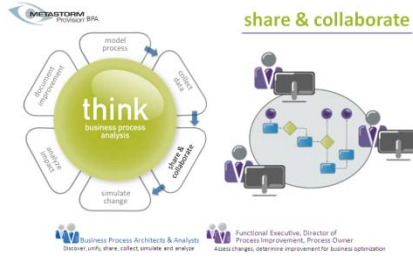 METASTORM
ProVision BPA
share & collaborate
model
process
collect
data
share &
collaborate
simulate
change
analyze
impact
document
improvement
think
business process
analysis
Business Process Architects & Analysts
Discover, unify, share, collect, simulate and analyze
Functional Executive, Director of
Process Improvement, Process Owner
Assess changes, determine improvement for business optimization